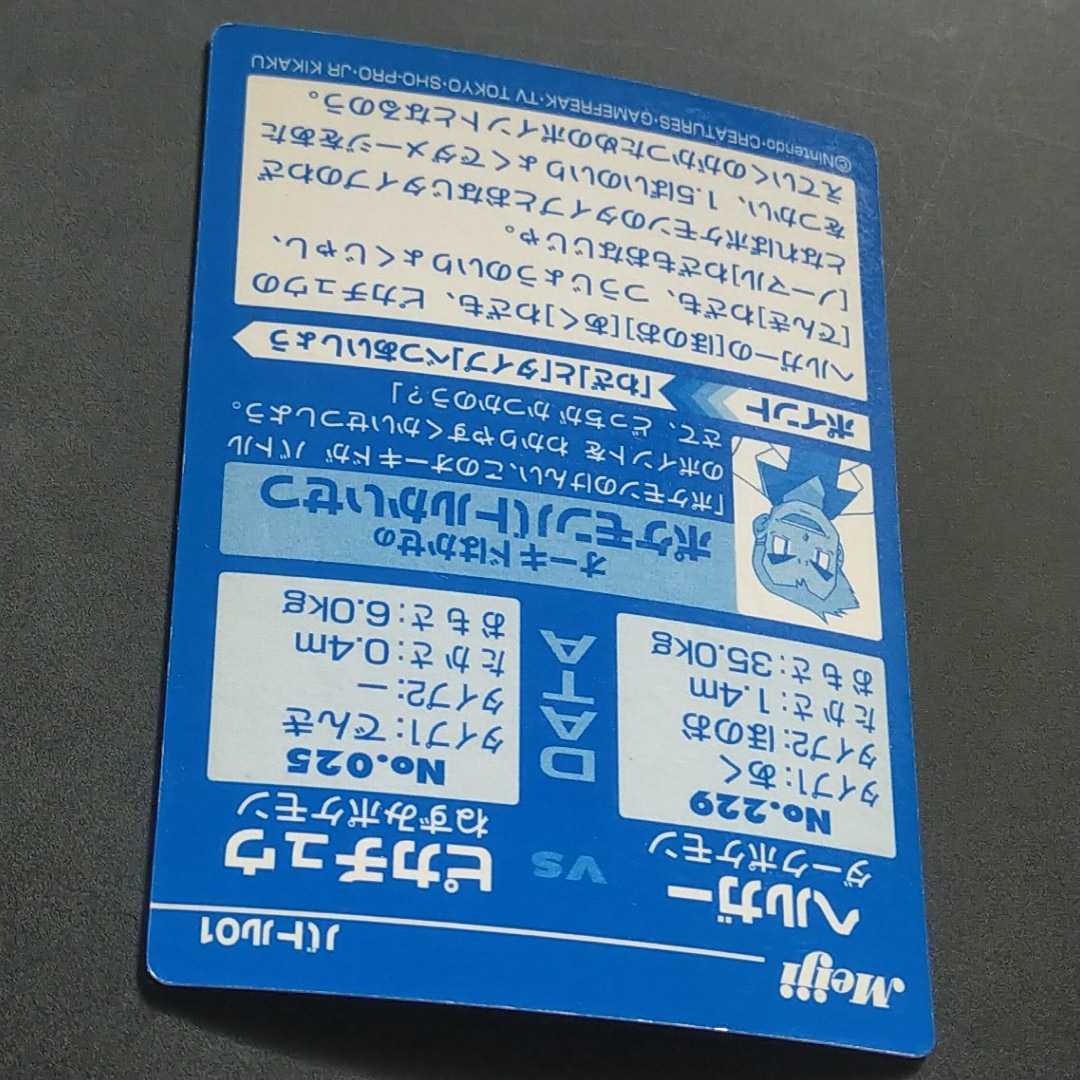 Meiji
バトル01
ヘルガー
ダークポケモン
VS
ピカチュウ
ねずみポケモン
No.229
タイプ1:あく
タイプ2:ほのお
たかさ:1.4m
おもさ:35.0kg
DATA
No.025
タイプ1:でんき
タイプ2:ー
たかさ:0.4m
おもさ:6.0kg
オーキドはかせの
ポケモンバトルかいせつ
「ポケモンのけんい、このオーキドが バトル
のポイントを わかりやすくかいせつしよう。
さて、どっちが かつかのう?」
ポイント
「わざ」と「タイプ」べつあいしょう
ヘルガーの[ほのお][あく]わざも、ピカチュウの
[でんき]わざも、つうじょうのいりょくじゃし、
[ノーマル]わざもおなじじゃ。
となればポケモンのタイプとおなじタイプのわざ
をつかい、1.5ばいのいりょくでダメージをあた
えていくのがかつためのポイントとなるのう。
©Nintendo・CREATURES・GAMEFREAK・TV TOKYO・SHO-PRO・JR KIKAKU